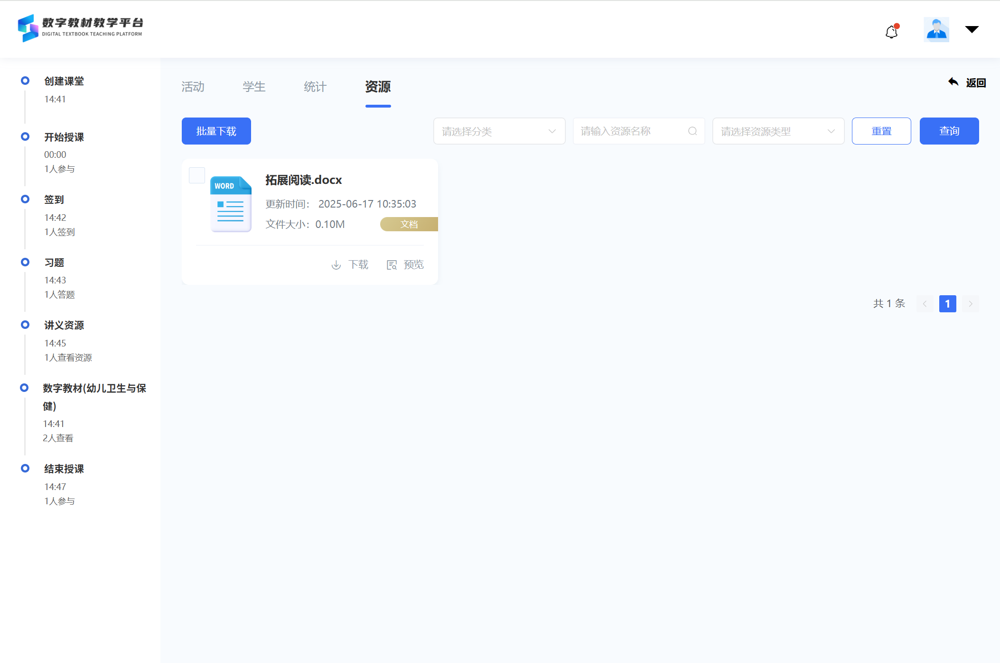 数字教材教学平台
DIGITAL TEXTBOOK TEACHING PLATFORM
创建课堂
14:41
开始授课
00:00
1人参与
签到
14:42
1人签到
习题
14:43
1人答题
讲义资源
14:45
1人查看资源
数字教材(幼儿卫生与保
健)
14:41
2人查看
结束授课
14:47
1人参与
活动 学生 统计 资源 返回
批量下载 请选择分类 请输入资源名称 请选择资源类型 重置 查询
WORD
拓展阅读.docx
更新时间： 2025-06-17 10:35:03
文件大小：0.10M 文档
下载 预览
共 1 条 1